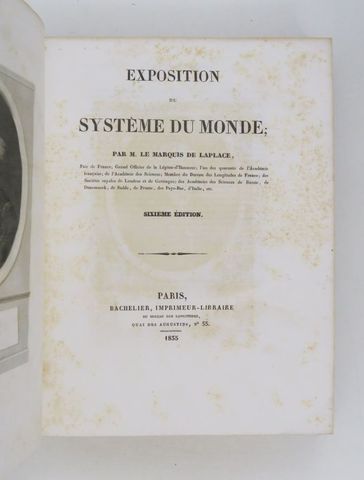 EXPOSITION
DU
SYSTÈME DU MONDE;
PAR M. LE MARQUIS DE LAPLACE,
Pair de France; Grand Officier de la Légion-d'Honneur; l'un des quarante de l'Académie
française; de l'Académie des Sciences; Membre du Bureau des Longitudes de France; des
Sociétés royales de Londres et de Gottingue; des Académies des Sciences de Russie, de
Danemarck, de Suède, de Prusse, des Pays-Bas, d'Italie, etc.
SIXIÈME ÉDITION.
PARIS,
BACHELIER, IMPRIMEUR-LIBRAIRE
DU BUREAU DES LONGITUDES,
QUAI DES AUGUSTINS, Nº 55.
1835